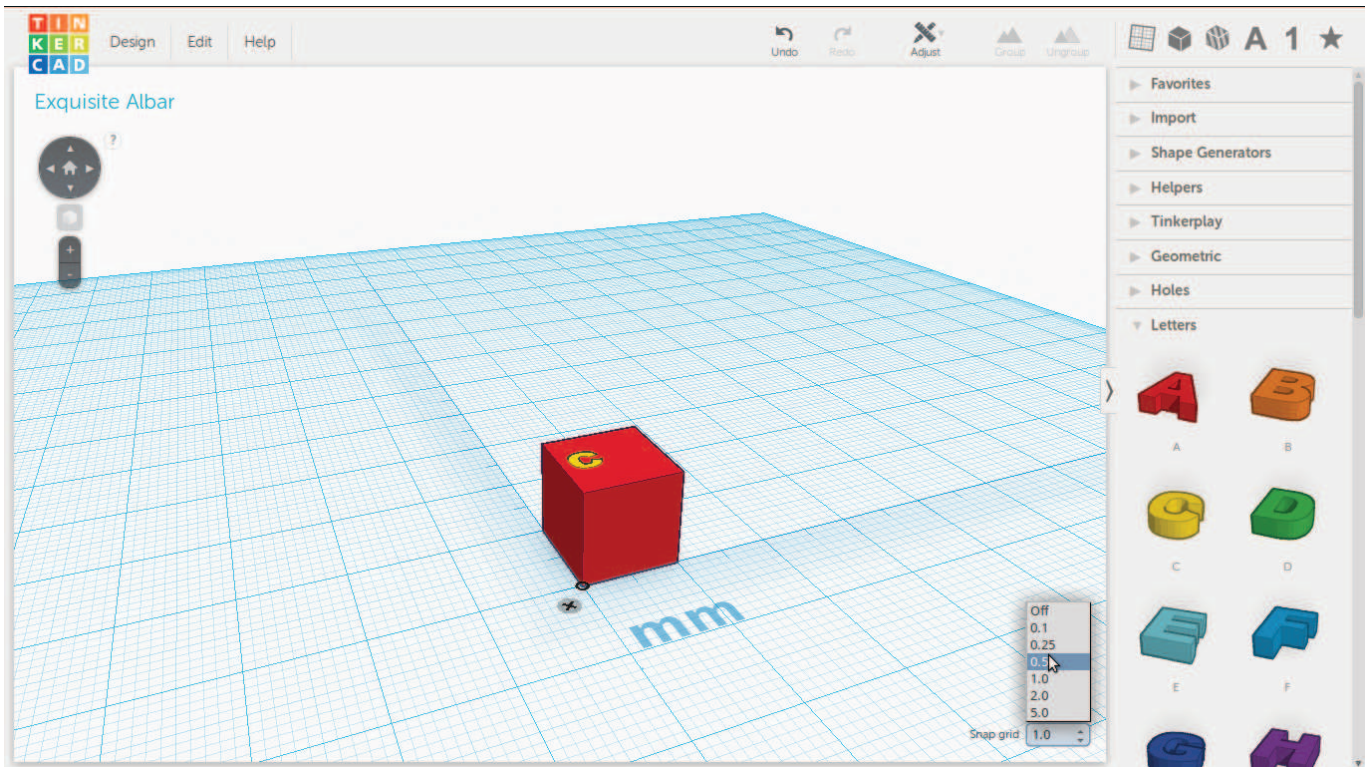 TIN
KER
CAD
Design Edit Help
Undo Redo Adjust Group Ungroup
A 1
Exquisite Albar
?
+
-
C
mm
Off
0.1
0.25
0.5
1.0
2.0
5.0
Snap grid 1.0
Favorites
Import
Shape Generators
Helpers
Tinkerplay
Geometric
Holes
Letters
A B
A B
C D
C D
E F
E F
G H